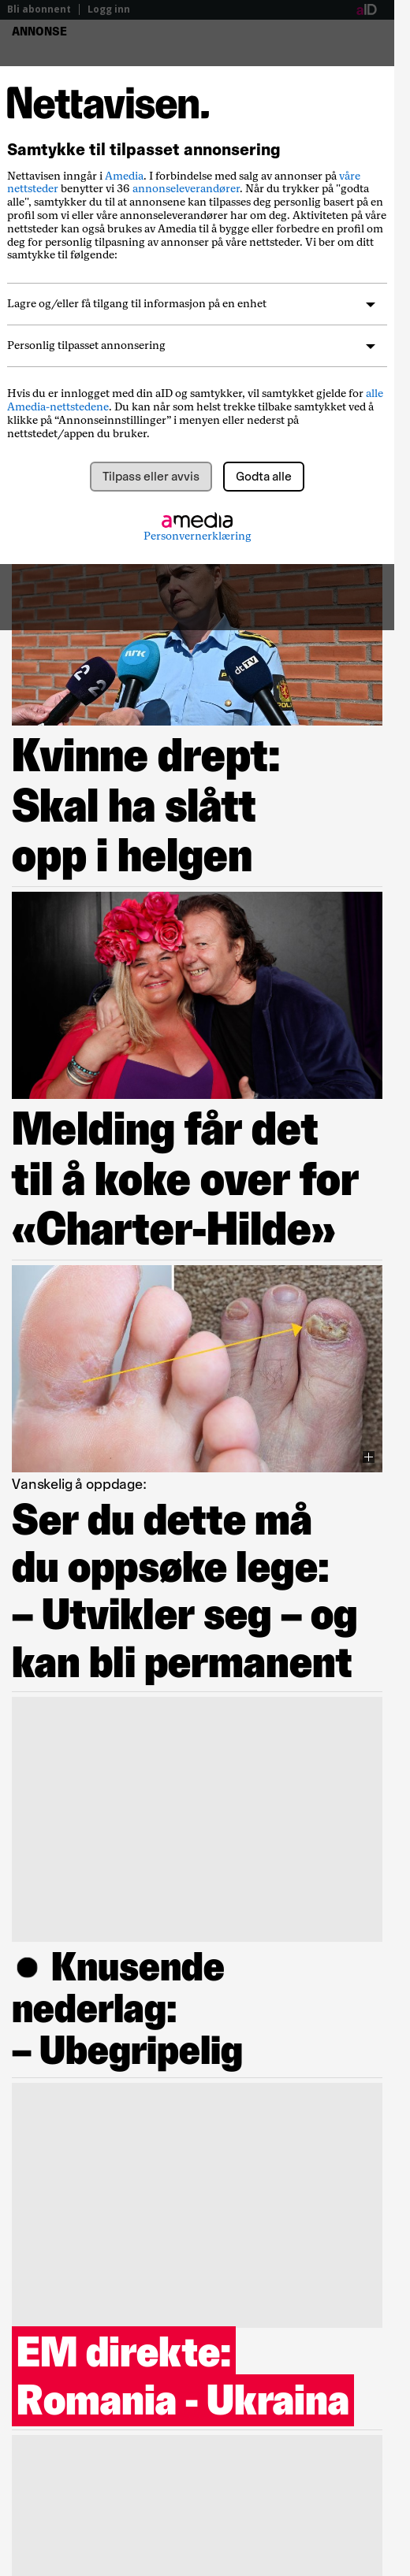 Bli abonnent | Logg inn
aID
ANNONSE
Nettavisen.
Samtykke til tilpasset annonsering
Nettavisen inngår i Amedia. I forbindelse med salg av annonser på våre
nettsteder benytter vi 36 annonseleverandører. Når du trykker på "godta
alle", samtykker du til at annonsene kan tilpasses deg personlig basert på en
profil som vi eller våre annonseleverandører har om deg. Aktiviteten på våre
nettsteder kan også brukes av Amedia til å bygge eller forbedre en profil om
deg for personlig tilpasning av annonser på våre nettsteder. Vi ber om ditt
samtykke til følgende:
Lagre og/eller få tilgang til informasjon på en enhet
Personlig tilpasset annonsering
Hvis du er innlogget med din aID og samtykker, vil samtykket gjelde for alle
Amedia-nettstedene. Du kan når som helst trekke tilbake samtykket ved å
klikke på “Annonseinnstillinger” i menyen eller nederst på
nettstedet/appen du bruker.
Tilpass eller avvis
Godta alle
amedia
Personvernerklæring
2
2
nrk
dtTV
POLI
Kvinne drept:
Skal ha slått
opp i helgen
Melding får det
til å koke over for
«Charter-Hilde»
Vanskelig å oppdage:
Ser du dette må
du oppsøke lege:
– Utvikler seg – og
kan bli permanent
● Knusende
nederlag:
– Ubegripelig
EM direkte:
Romania - Ukraina